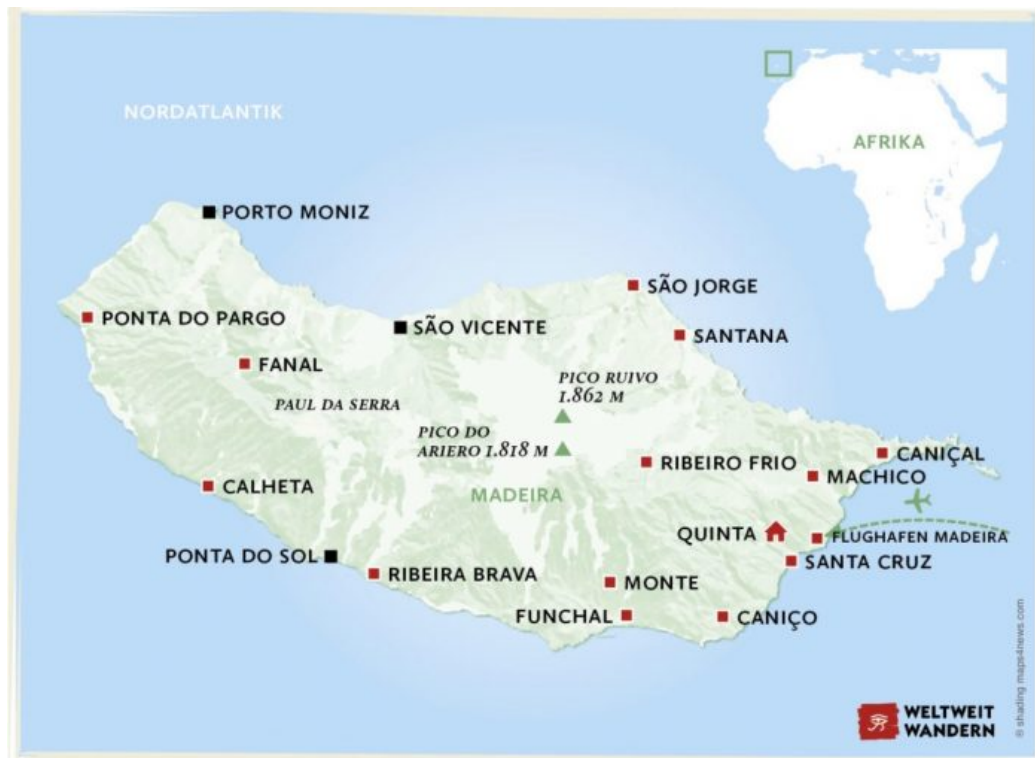 NORDATLANTIK
AFRIKA
PORTO MONIZ
SÃO JORGE
PONTA DO PARGO
SÃO VICENTE
SANTANA
FANAL
PICO RUIVO
1.862 M
PAUL DA SERRA
PICO DO
ARIERO 1.818 M
RIBEIRO FRIO
CANIÇAL
MACHICO
CALHETA
MADEIRA
QUINTA
FLUGHAFEN MADEIRA
PONTA DO SOL
SANTA CRUZ
RIBEIRA BRAVA
MONTE
FUNCHAL
CANIÇO
WELTWEIT
WANDERN
© shading maps4news.com